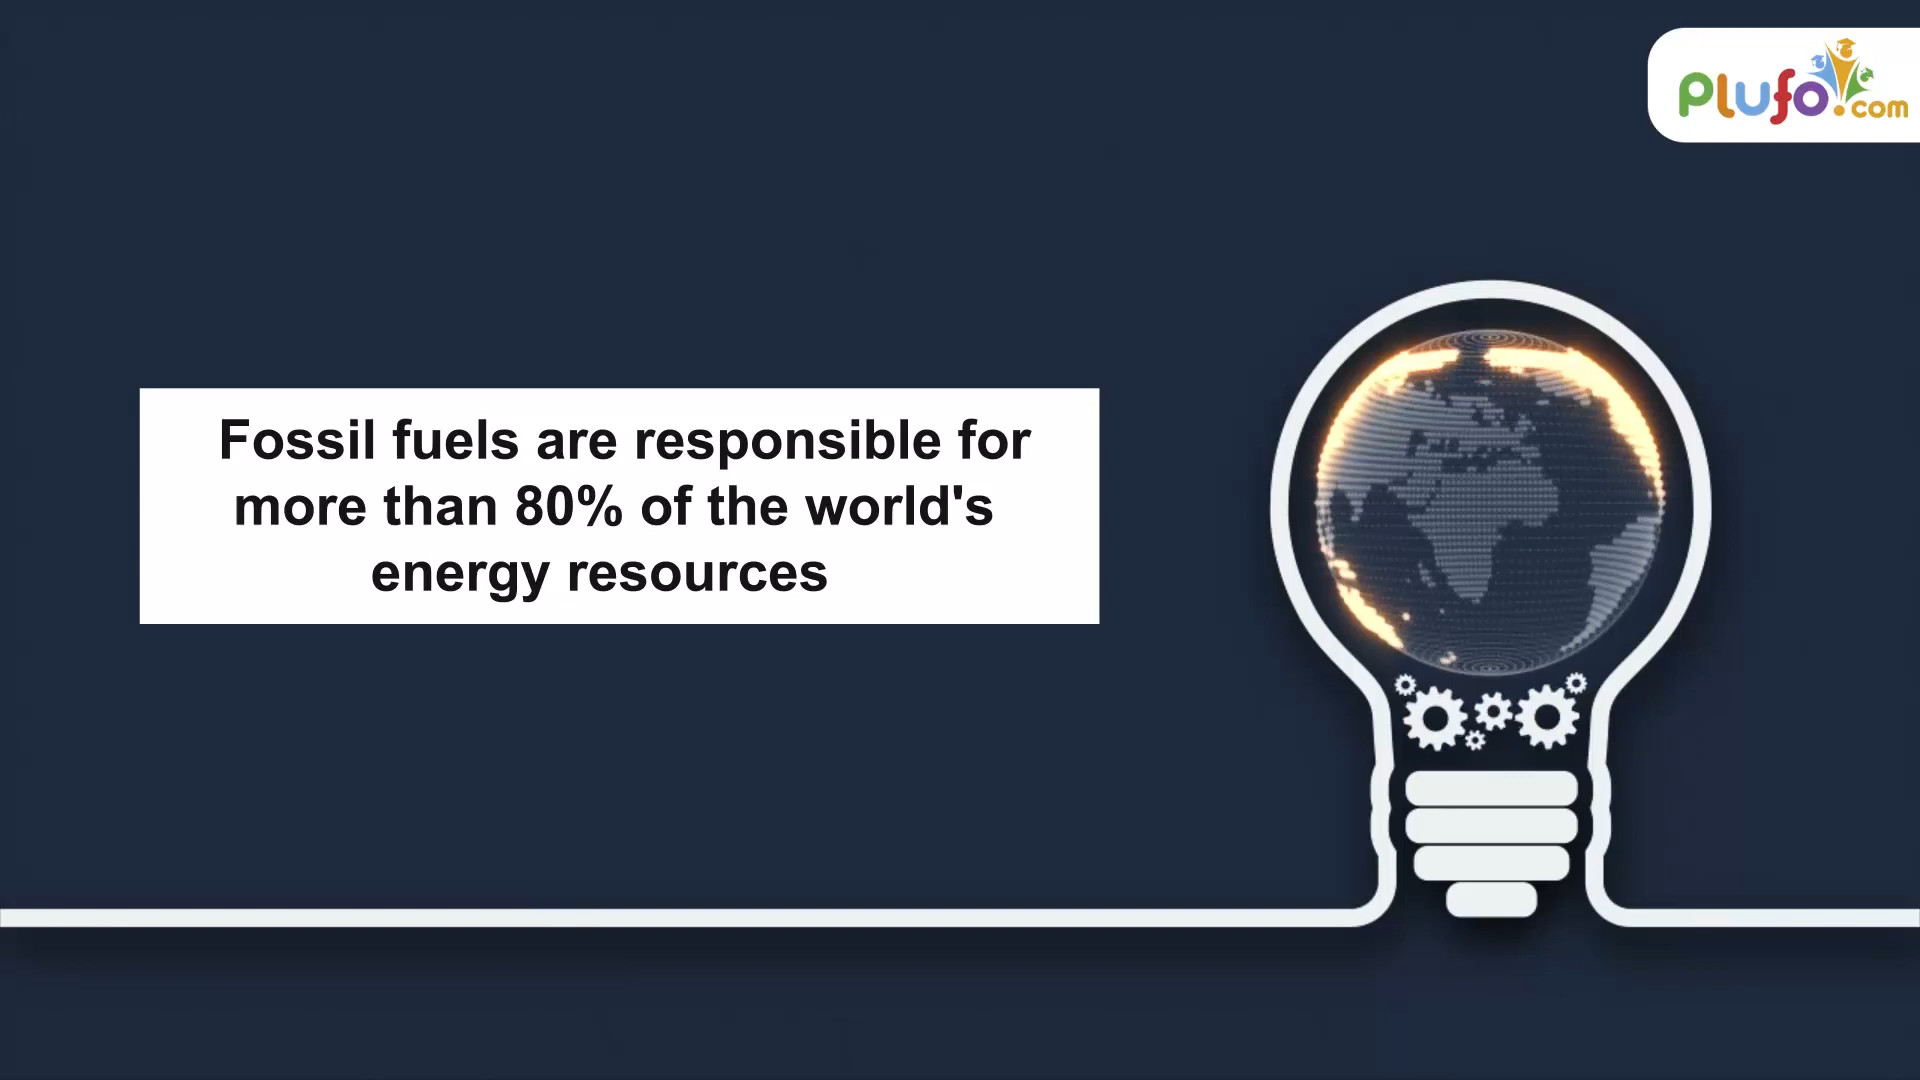 plufo.com
Fossil fuels are responsible for
more than 80% of the world's
energy resources